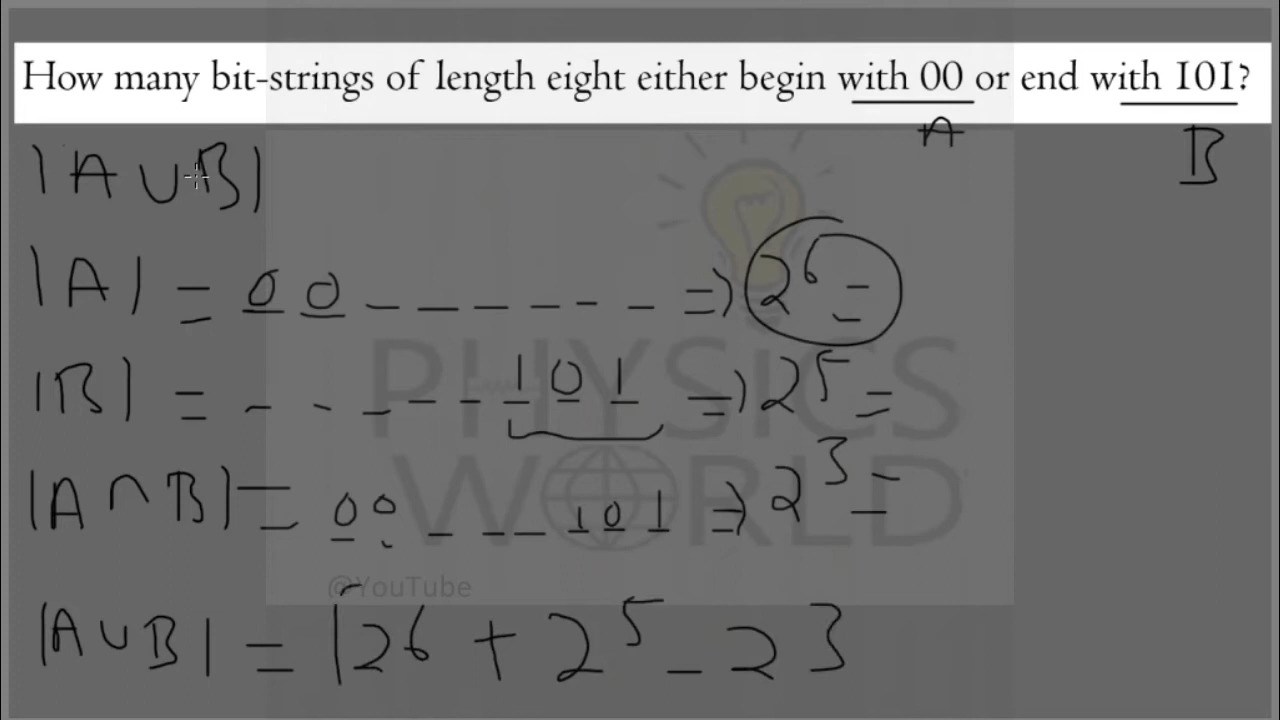 How many bit-strings of length eight either begin with 00 or end with 101?
A
B
|A ∪ B|
|A| = 0 0 _ _ _ _ _ _ ⇒ 2⁶ =
|B| = _ _ _ _ _ 1 0 1 ⇒ 2⁵ =
PHYSICS
|A ∩ B| = 0 0 _ _ _ 1 0 1 ⇒ 2³ =
WORLD
@YouTube
|A ∪ B| = |2⁶ + 2⁵ - 2³